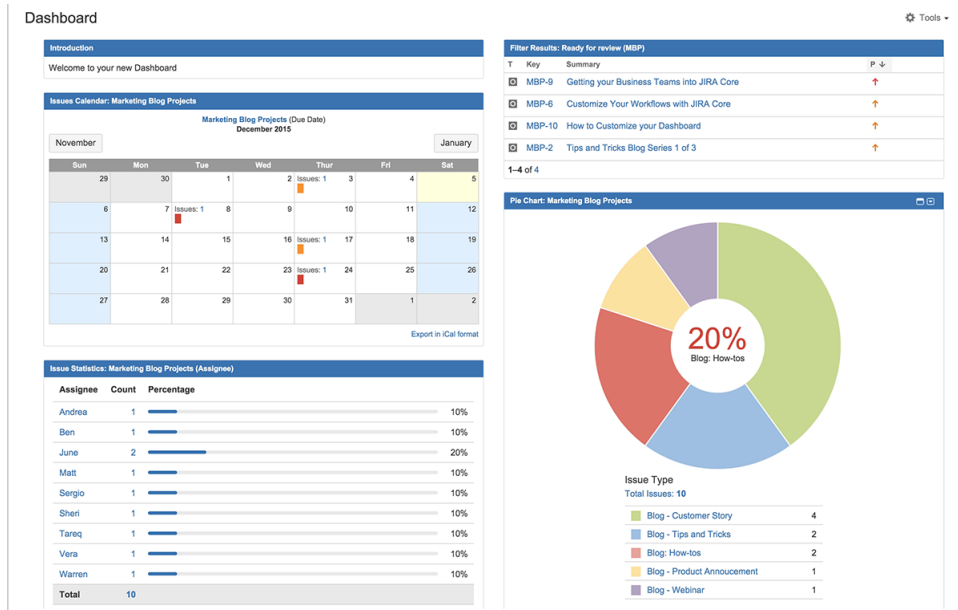 Dashboard
Tools
Introduction
Welcome to your new Dashboard
Issues Calendar: Marketing Blog Projects
Marketing Blog Projects (Due Date)
December 2015
November January
Sun Mon Tue Wed Thur Fri Sat
29 30 1 2 Issues: 1 3 4 5
6 7 Issues: 1 8 9 10 11 12
13 14 15 16 Issues: 1 17 18 19
20 21 22 23 Issues: 1 24 25 26
27 28 29 30 31 1 2
Export in iCal format
Issue Statistics: Marketing Blog Projects (Assignee)
Assignee Count Percentage
Andrea 1 10%
Ben 1 10%
June 2 20%
Matt 1 10%
Sergio 1 10%
Sheri 1 10%
Tareq 1 10%
Vera 1 10%
Warren 1 10%
Total 10
Filter Results: Ready for review (MBP)
T Key Summary P
MBP-9 Getting your Business Teams into JIRA Core
MBP-6 Customize Your Workflows with JIRA Core
MBP-10 How to Customize your Dashboard
MBP-2 Tips and Tricks Blog Series 1 of 3
1–4 of 4
Pie Chart: Marketing Blog Projects
20%
Blog: How-tos
Issue Type
Total Issues: 10
Blog - Customer Story 4
Blog - Tips and Tricks 2
Blog: How-tos 2
Blog - Product Annoucement 1
Blog - Webinar 1